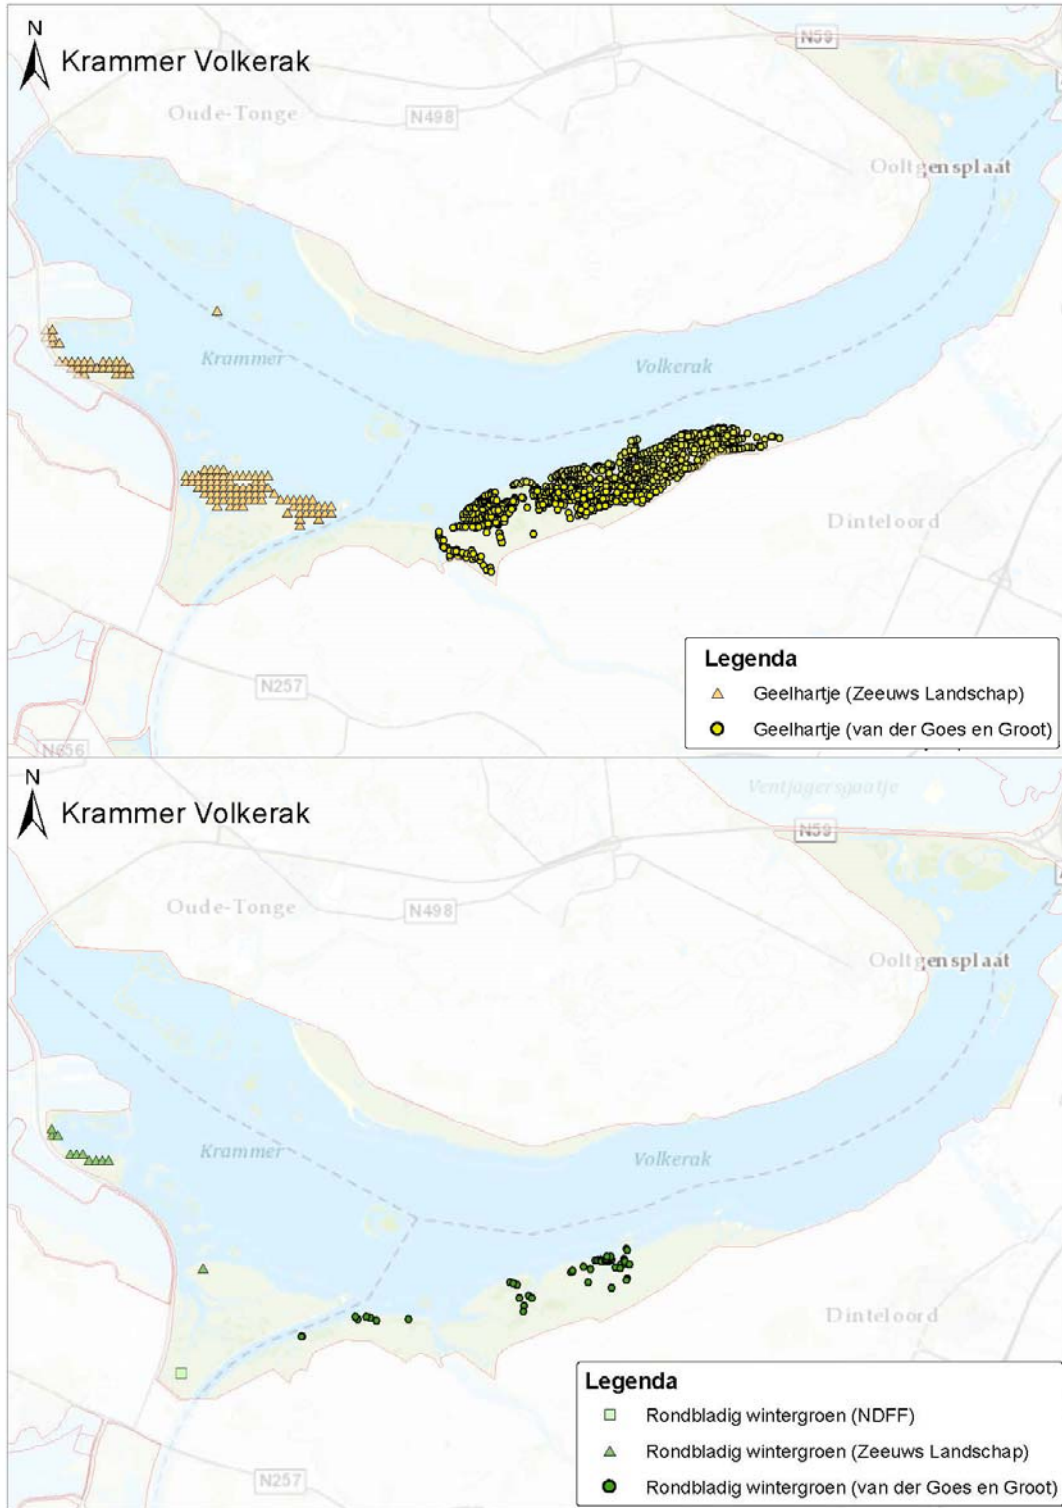 N
Krammer Volkerak
N59
Oude-Tonge
N498
Ooltgensplaat
Krammer
Volkerak
Dinteloord
N257
N656
Legenda
Geelhartje (Zeeuws Landschap)
Geelhartje (van der Goes en Groot)
N
Krammer Volkerak
Ventjagersgaatje
N59
Oude-Tonge
N498
Ooltgensplaat
Krammer
Volkerak
Dinteloord
N257
Legenda
Rondbladig wintergroen (NDFF)
Rondbladig wintergroen (Zeeuws Landschap)
Rondbladig wintergroen (van der Goes en Groot)